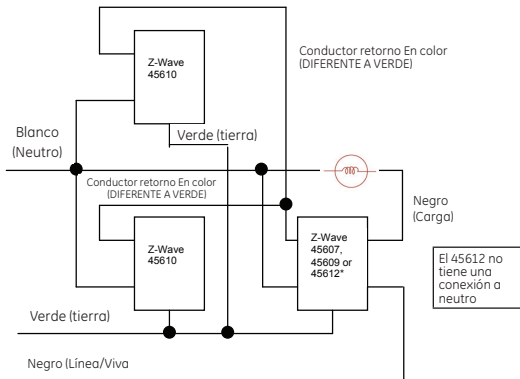 Conductor retorno En color
(DIFERENTE A VERDE)
Z-Wave
45610
Verde (tierra)
Blanco
(Neutro)
Conductor retorno En color
(DIFERENTE A VERDE)
Negro
(Carga)
Z-Wave
45610
Z-Wave
45607,
45609 or
45612*
El 45612 no
tiene una
conexión a
neutro
Verde (tierra)
Negro (Línea/Viva